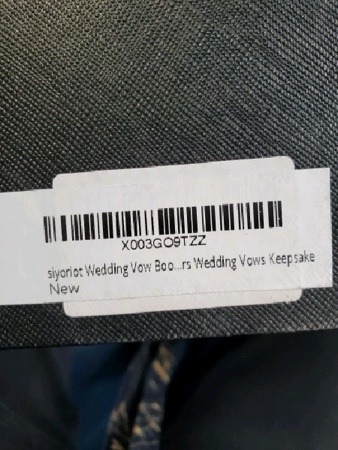 X003GO9TZZ
siyoriot Wedding Vow Boo...rs Wedding Vows Keepsake
New